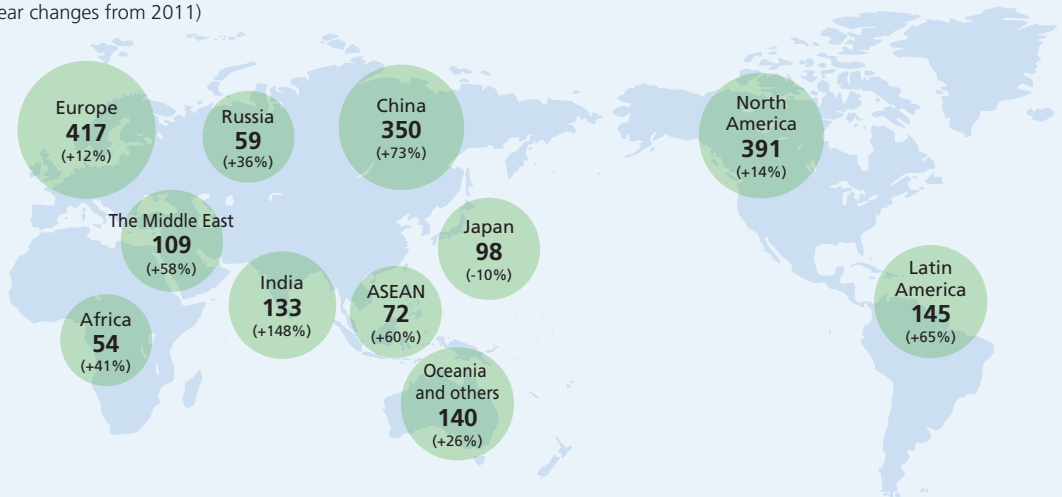 ear changes from 2011)
Europe
417
(+12%)
Russia
59
(+36%)
China
350
(+73%)
North
America
391
(+14%)
The Middle East
109
(+58%)
Japan
98
(-10%)
India
133
(+148%)
ASEAN
72
(+60%)
Latin
America
145
(+65%)
Africa
54
(+41%)
Oceania
and others
140
(+26%)